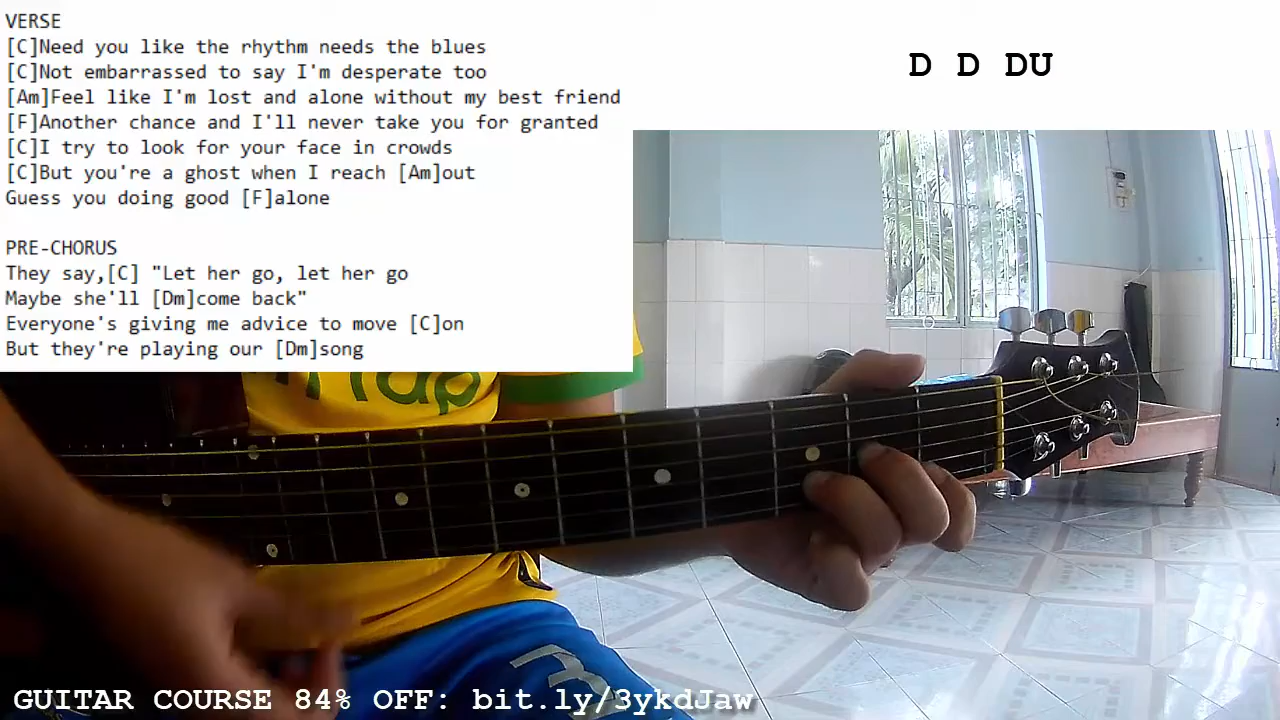 VERSE
[C]Need you like the rhythm needs the blues
[C]Not embarrassed to say I'm desperate too
[Am]Feel like I'm lost and alone without my best friend
[F]Another chance and I'll never take you for granted
[C]I try to look for your face in crowds
[C]But you're a ghost when I reach [Am]out
Guess you doing good [F]alone
PRE-CHORUS
They say,[C] "Let her go, let her go
Maybe she'll [Dm]come back"
Everyone's giving me advice to move [C]on
But they're playing our [Dm]song
D D DU
GUITAR COURSE 84% OFF: bit.ly/3ykdJaw